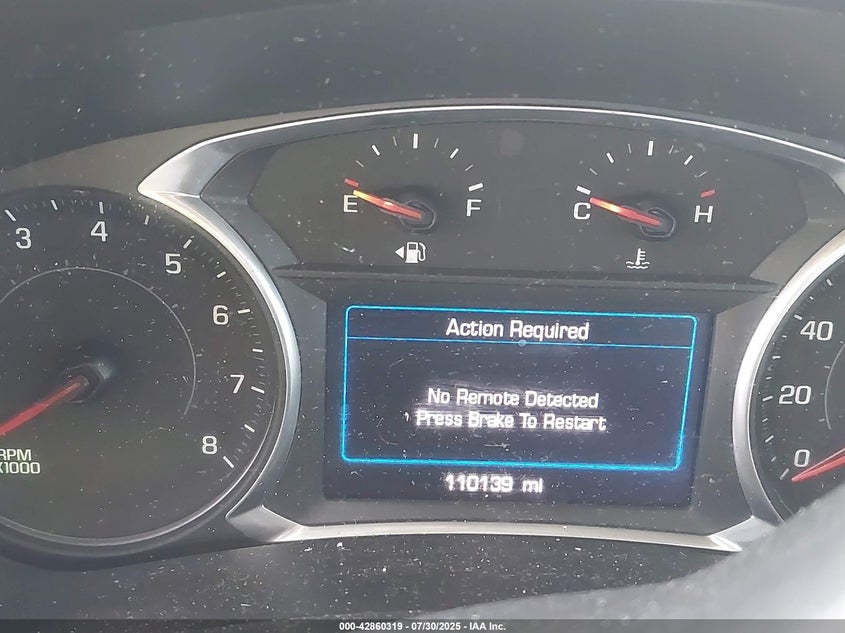 E F
C H
3 4 5 6 7 8
RPM
X1000
Action Required
No Remote Detected
Press Brake To Restart
110139 mi
40
20
0
000-42860319 - 07/30/2025 - IAA Inc.